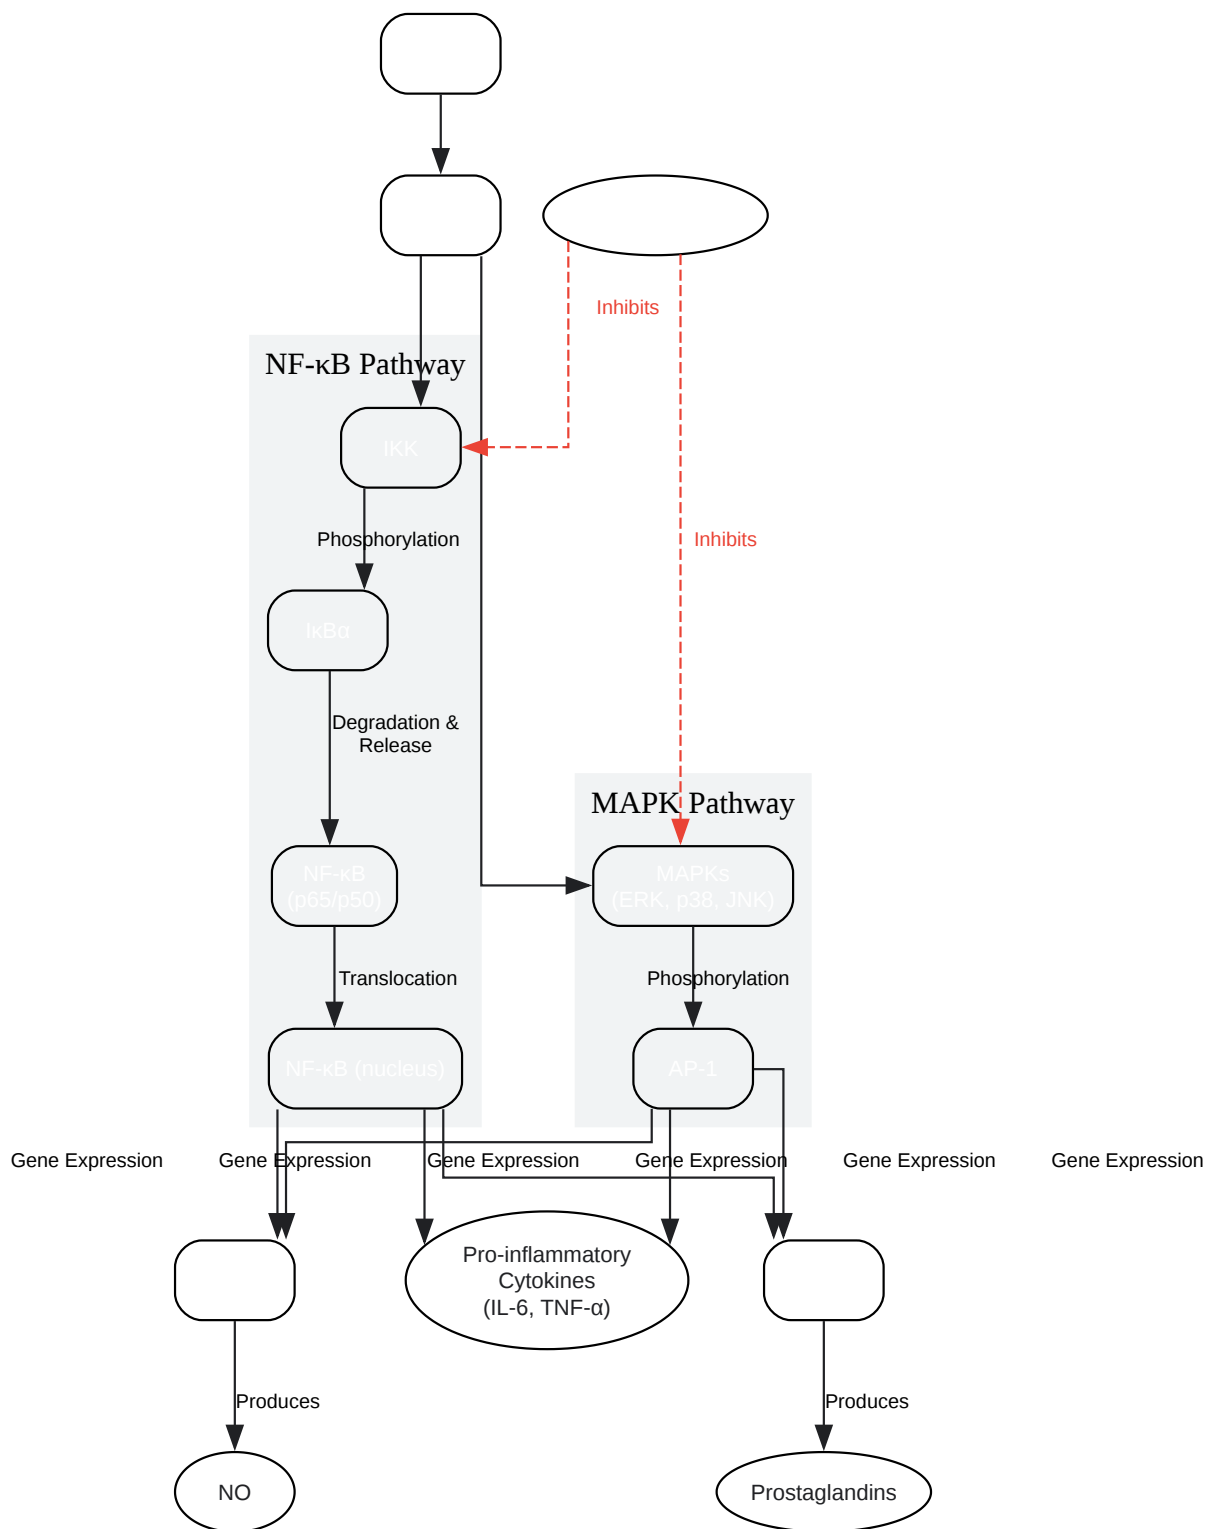 Inhibits
NF-κB Pathway
IKK
Phosphorylation
Inhibits
IκBα
Degradation &
Release
MAPK Pathway
NF-κB
(p65/p50)
MAPKs
(ERK, p38, JNK)
Translocation
Phosphorylation
NF-κB (nucleus)
AP-1
Gene Expression
Gene Expression
Gene Expression
Gene Expression
Gene Expression
Gene Expression
Pro-inflammatory
Cytokines
(IL-6, TNF-α)
Produces
Produces
NO
Prostaglandins